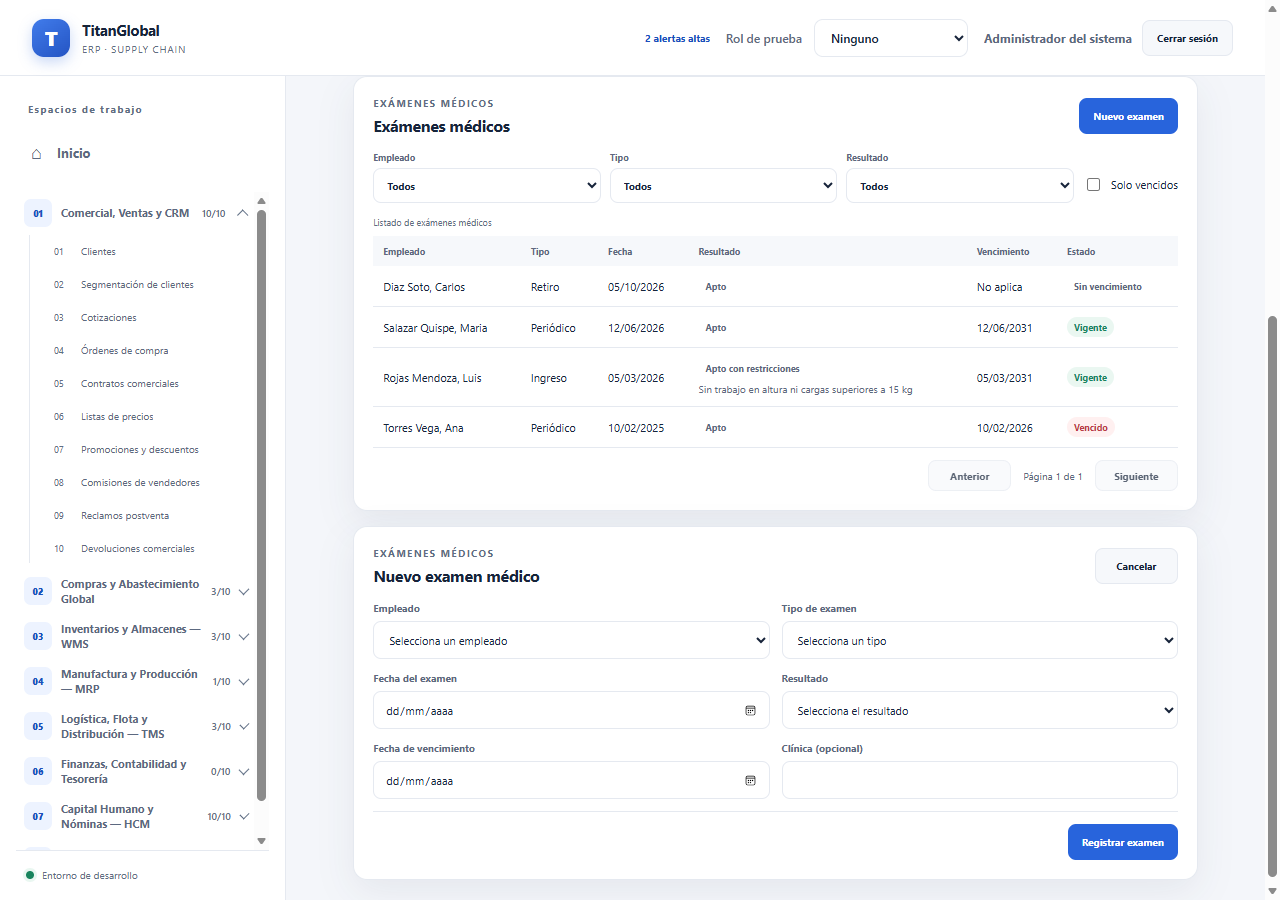 T
TitanGlobal
ERP · SUPPLY CHAIN
2 alertas altas
Rol de prueba
Ninguno
Administrador del sistema
Cerrar sesión
Espacios de trabajo
Inicio
01 Comercial, Ventas y CRM 10/10
01 Clientes
02 Segmentación de clientes
03 Cotizaciones
04 Órdenes de compra
05 Contratos comerciales
06 Listas de precios
07 Promociones y descuentos
08 Comisiones de vendedores
09 Reclamos postventa
10 Devoluciones comerciales
02 Compras y Abastecimiento
Global 3/10
03 Inventarios y Almacenes —
WMS 3/10
04 Manufactura y Producción
— MRP 1/10
05 Logística, Flota y
Distribución — TMS 3/10
06 Finanzas, Contabilidad y
Tesorería 0/10
07 Capital Humano y
Nóminas — HCM 10/10
Entorno de desarrollo
EXÁMENES MÉDICOS
Exámenes médicos
Nuevo examen
Empleado Tipo Resultado
Todos Todos Todos Solo vencidos
Listado de exámenes médicos
Empleado Tipo Fecha Resultado Vencimiento Estado
Diaz Soto, Carlos Retiro 05/10/2026 Apto No aplica Sin vencimiento
Salazar Quispe, Maria Periódico 12/06/2026 Apto 12/06/2031 Vigente
Rojas Mendoza, Luis Ingreso 05/03/2026 Apto con restricciones 05/03/2031 Vigente
Sin trabajo en altura ni cargas superiores a 15 kg
Torres Vega, Ana Periódico 10/02/2025 Apto 10/02/2026 Vencido
Anterior Página 1 de 1 Siguiente
EXÁMENES MÉDICOS
Nuevo examen médico
Cancelar
Empleado Tipo de examen
Selecciona un empleado Selecciona un tipo
Fecha del examen Resultado
dd/mm/aaaa Selecciona el resultado
Fecha de vencimiento Clínica (opcional)
dd/mm/aaaa
Registrar examen